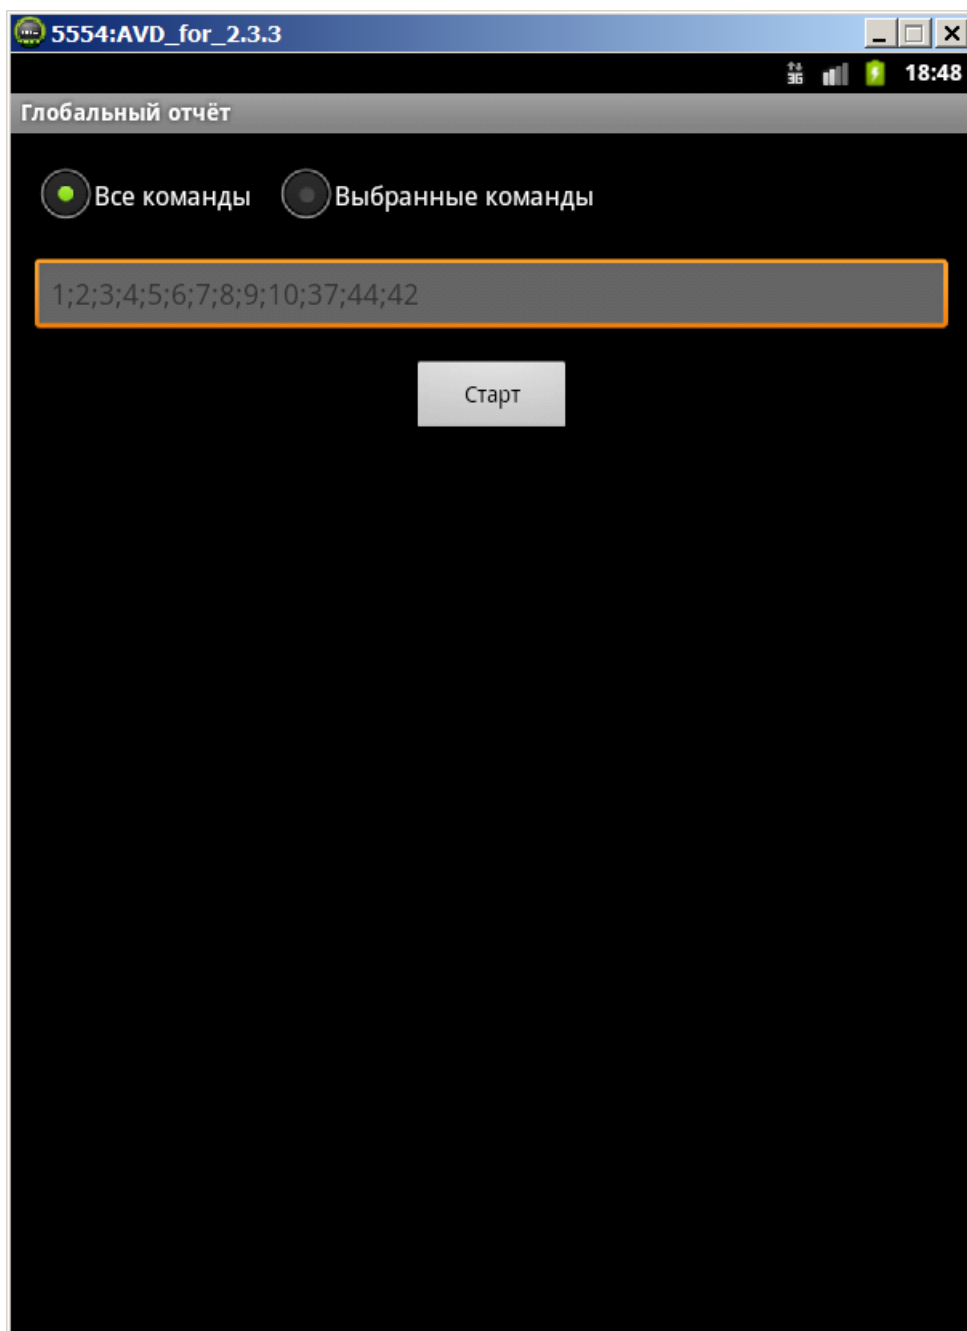 5554:AVD_for_2.3.3
3G 18:48
Глобальный отчёт
Все команды Выбранные команды
1;2;3;4;5;6;7;8;9;10;37;44;42
Старт